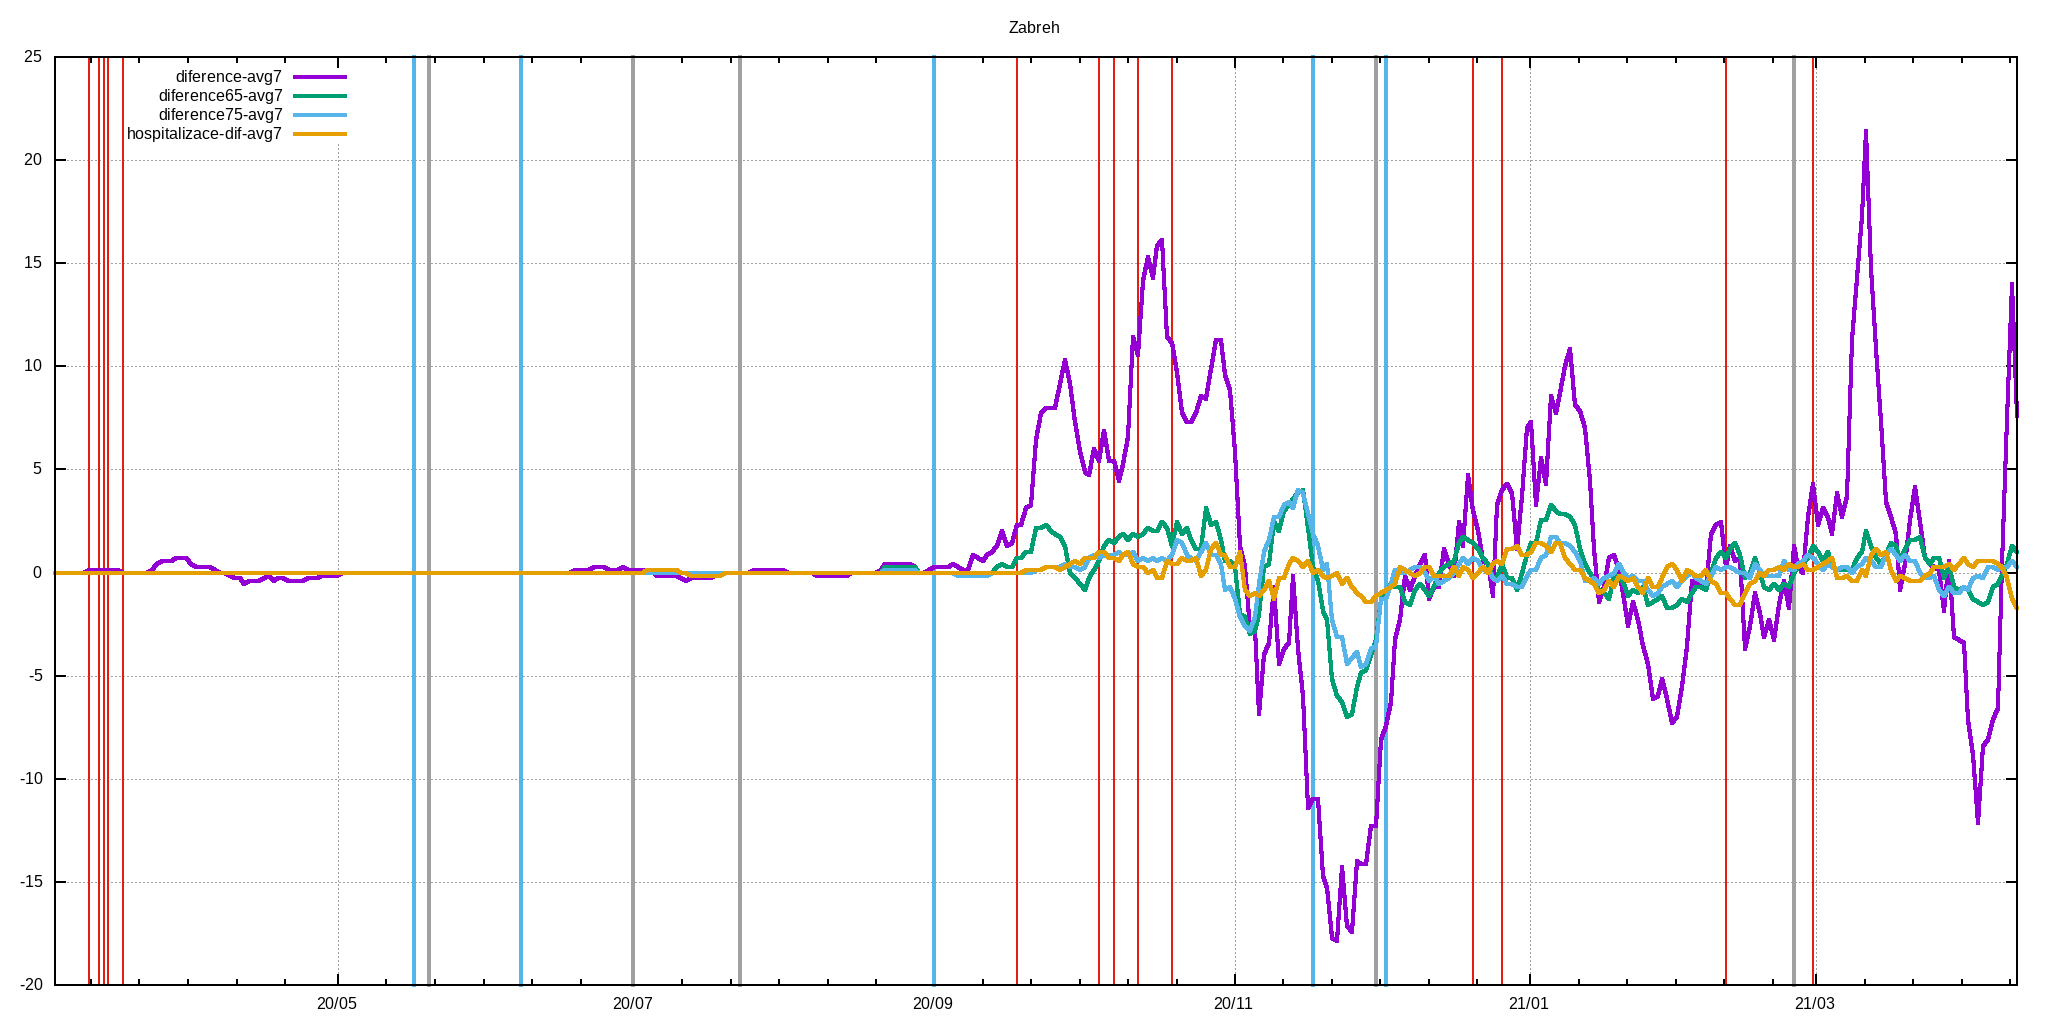 Zabreh
25
diference-avg7
diference65-avg7
diference75-avg7
hospitalizace-dif-avg7
20
15
10
5
0
-5
-10
-15
-20
20/05 20/07 20/09 20/11 21/01 21/03